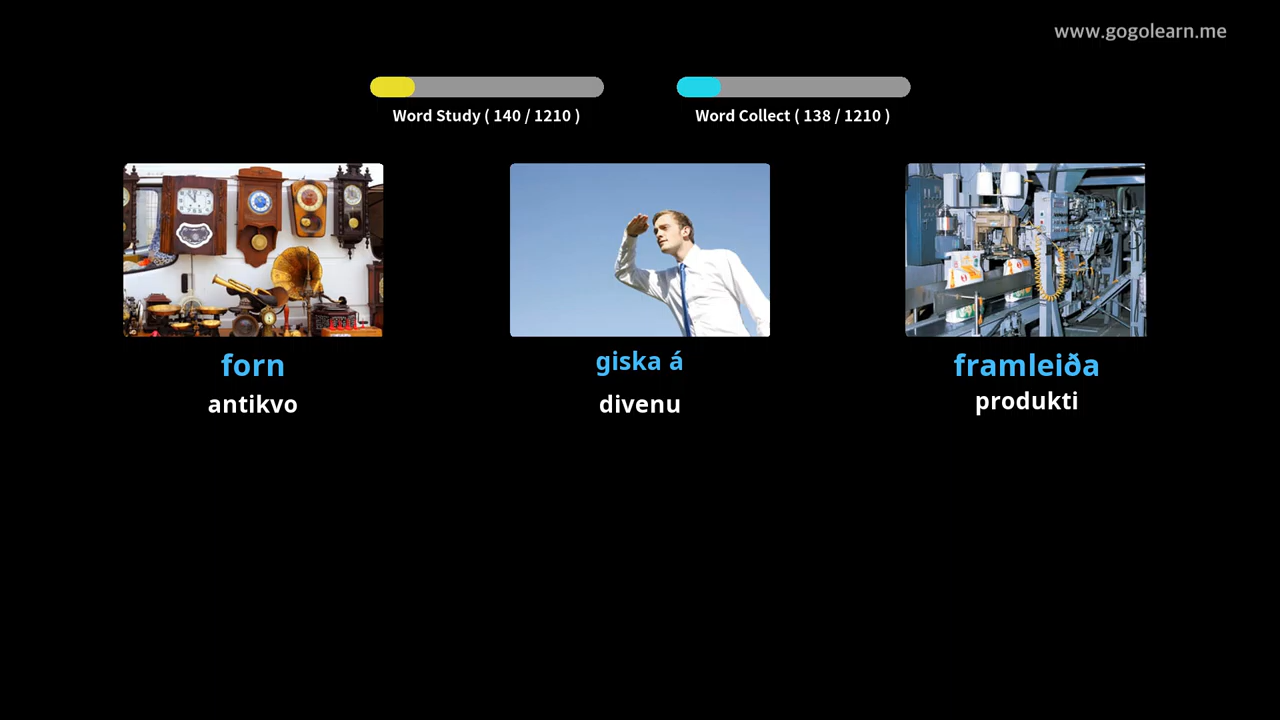 www.gogolearn.me
Word Study ( 140 / 1210 )
Word Collect ( 138 / 1210 )
forn
giska á
framleiða
antikvo
divenu
produkti